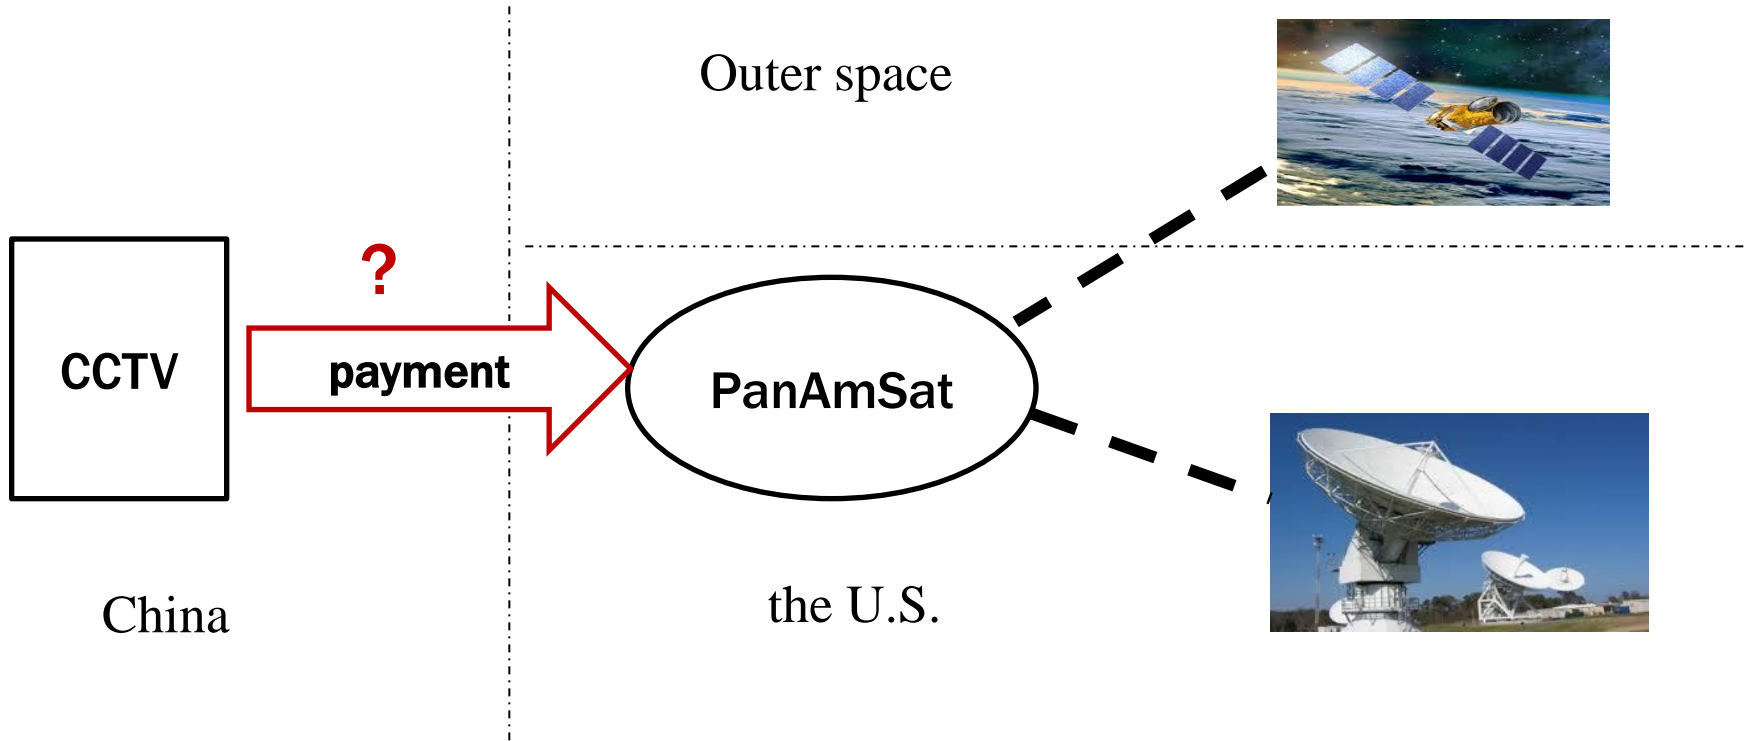 Outer space
?
CCTV
payment
PanAmSat
China
the U.S.